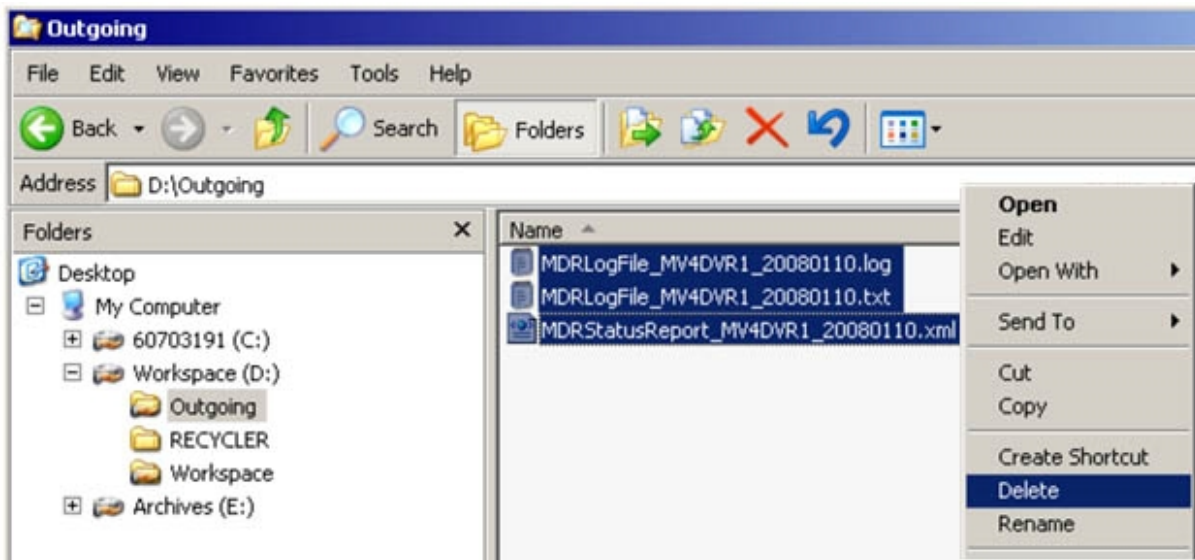 Outgoing
File Edit View Favorites Tools Help
Back Search Folders
Address D:\Outgoing
Folders
Desktop
My Computer
60703191 (C:)
Workspace (D:)
Outgoing
RECYCLER
Workspace
Archives (E:)
Name
MDRLogFile_MV4DVR1_20080110.log
MDRLogFile_MV4DVR1_20080110.txt
MDRStatusReport_MV4DVR1_20080110.xml
Open
Edit
Open With
Send To
Cut
Copy
Create Shortcut
Delete
Rename